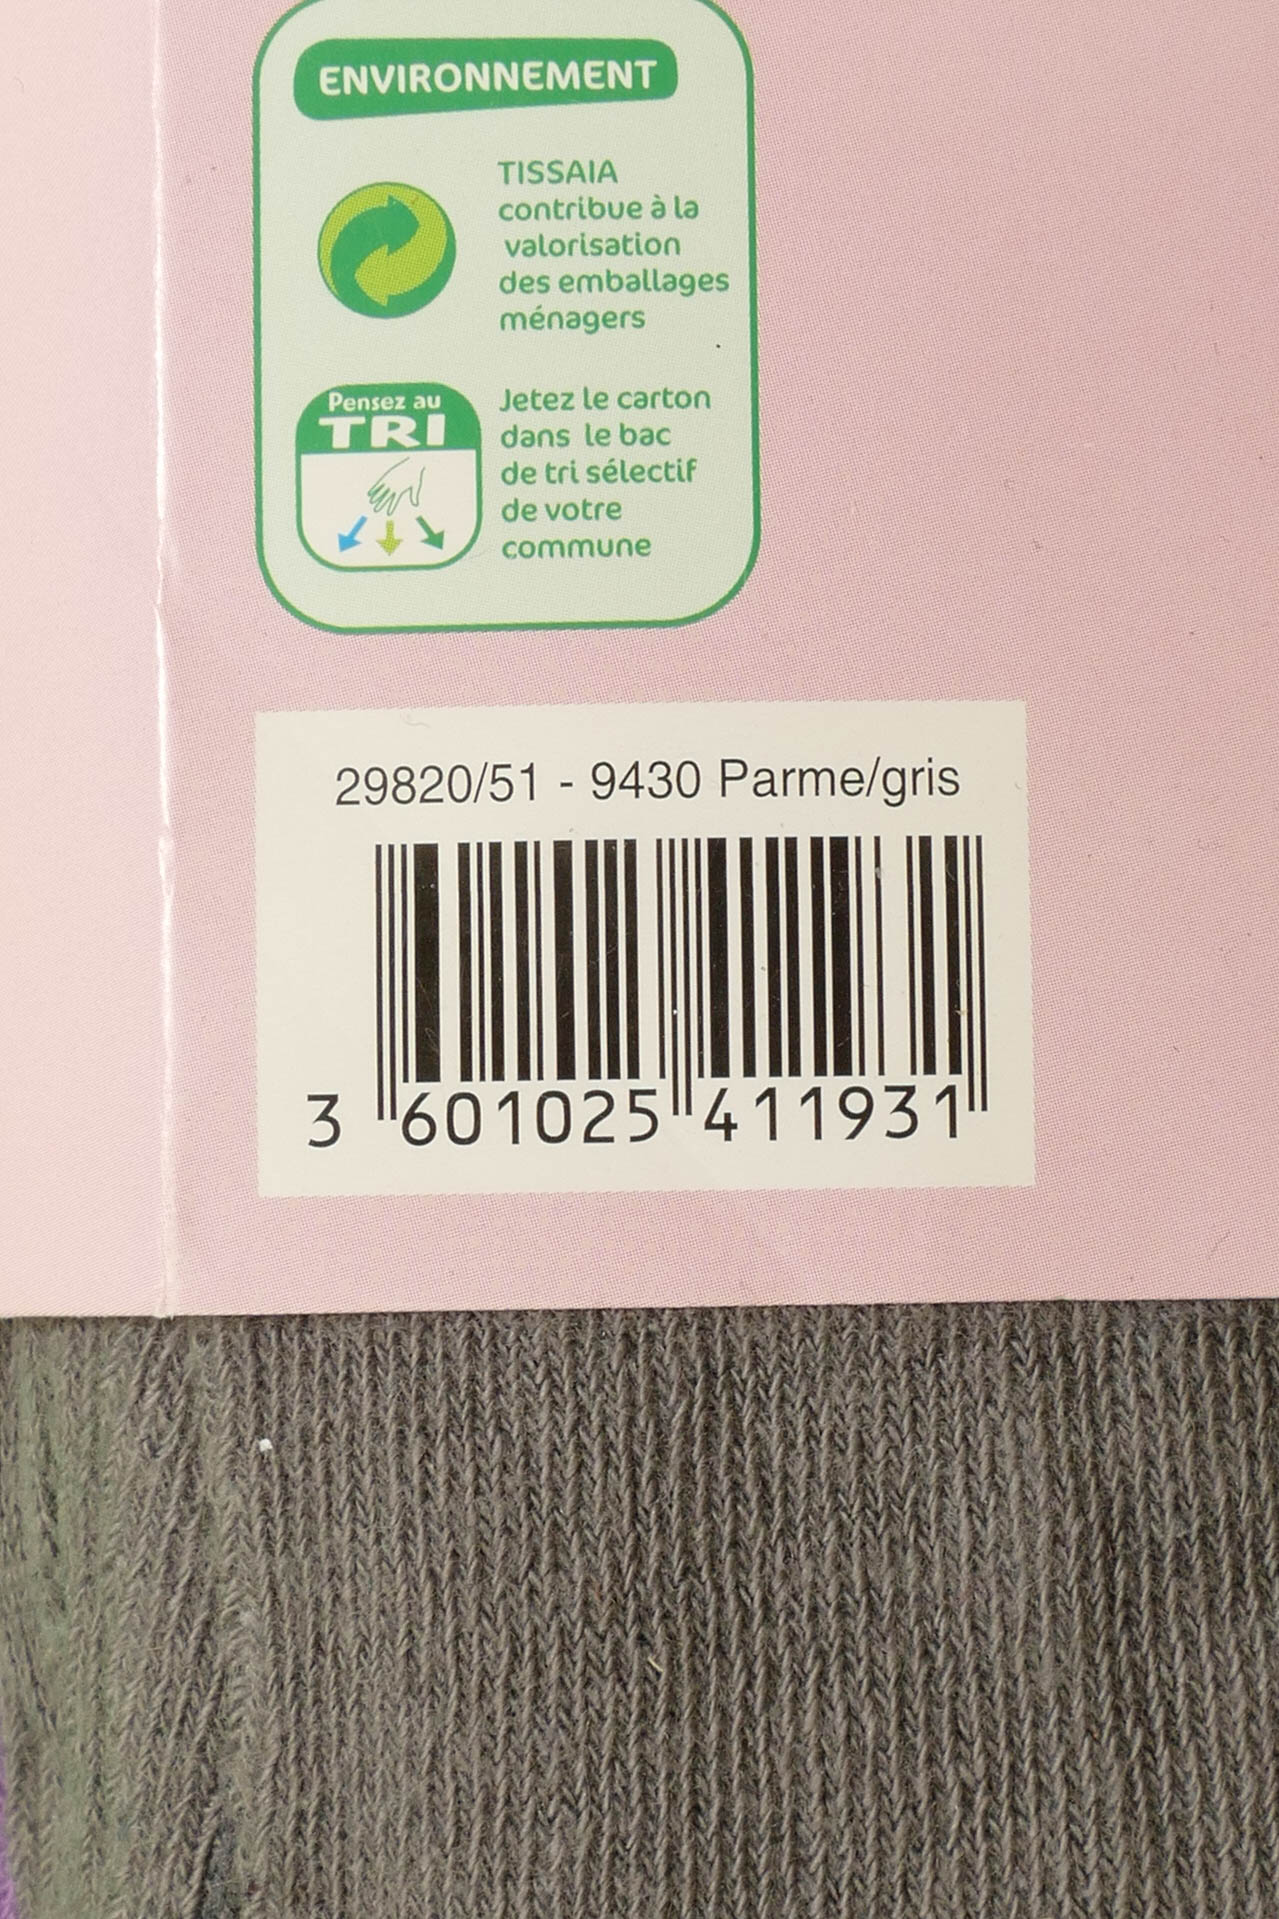 ENVIRONNEMENT
TISSAIA
contribue à la
valorisation
des emballages
ménagers
Pensez au
TRI
Jetez le carton
dans le bac
de tri sélectif
de votre
commune
29820/51 - 9430 Parme/gris
3 601025 411931